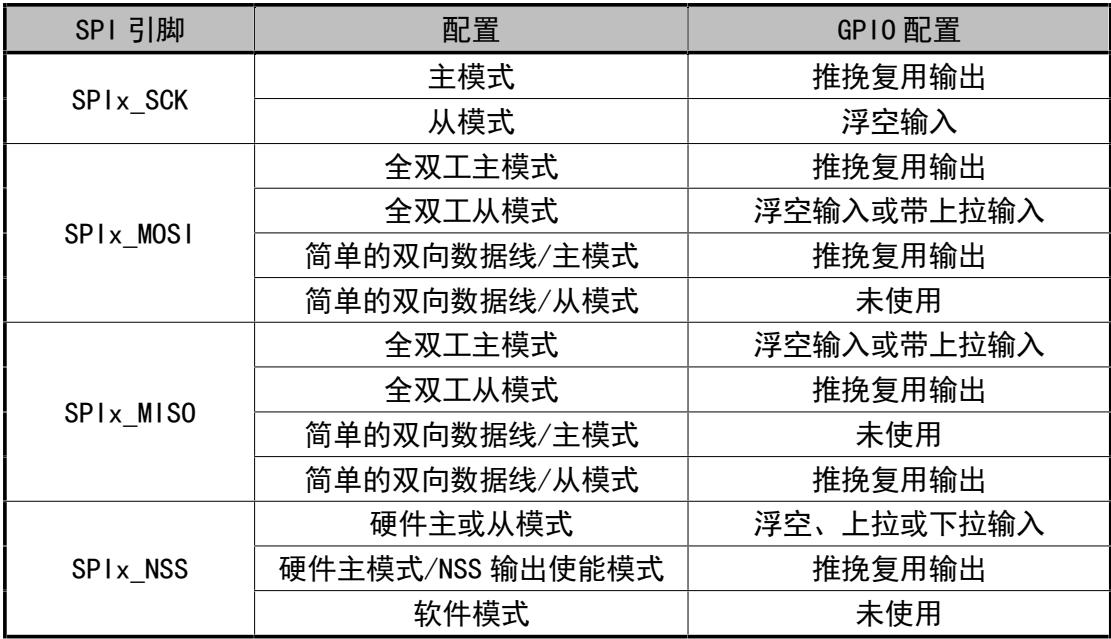 SPI 引脚 配置 GPIO 配置
SPIx_SCK 主模式 推挽复用输出
从模式 浮空输入
SPIx_MOSI 全双工主模式 推挽复用输出
全双工从模式 浮空输入或带上拉输入
简单的双向数据线/主模式 推挽复用输出
简单的双向数据线/从模式 未使用
SPIx_MISO 全双工主模式 浮空输入或带上拉输入
全双工从模式 推挽复用输出
简单的双向数据线/主模式 未使用
简单的双向数据线/从模式 推挽复用输出
SPIx_NSS 硬件主或从模式 浮空、上拉或下拉输入
硬件主模式/NSS 输出使能模式 推挽复用输出
软件模式 未使用